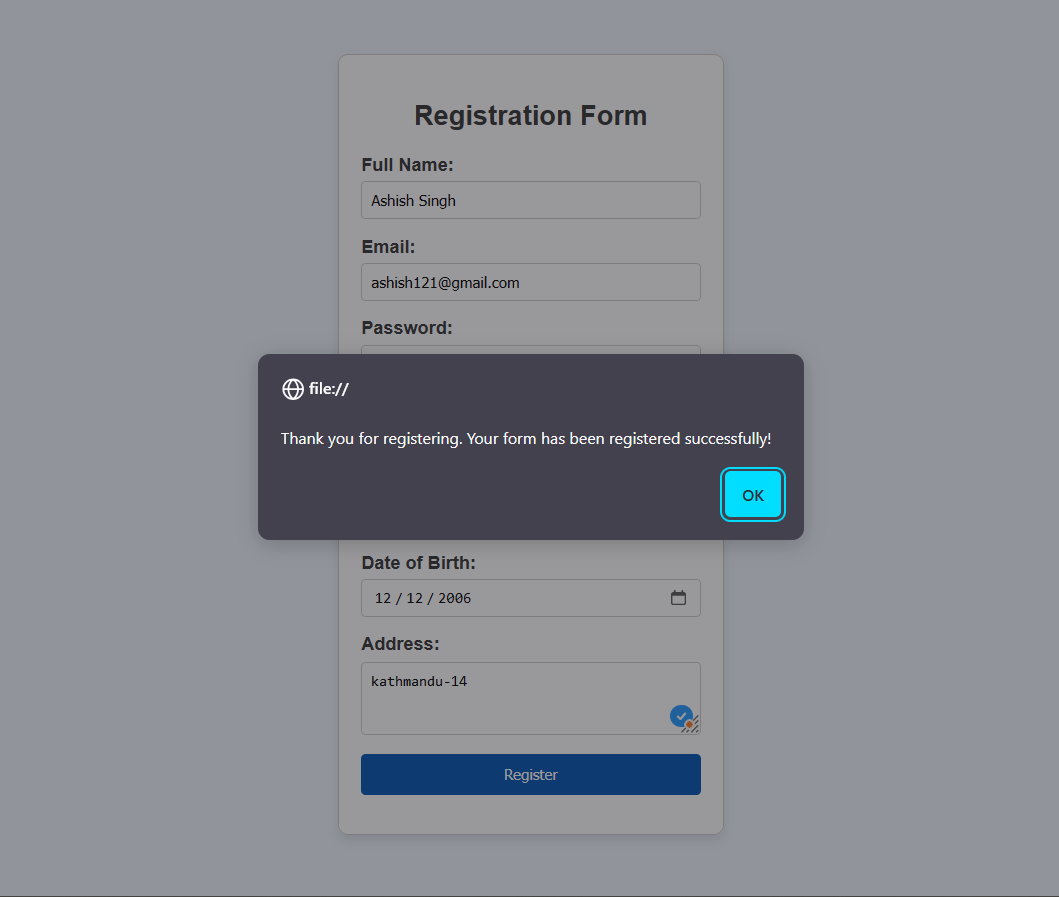 Registration Form
Full Name:
Ashish Singh
Email:
ashish121@gmail.com
Password:
file://
Thank you for registering. Your form has been registered successfully!
OK
Date of Birth:
12 / 12 / 2006
Address:
kathmandu-14
Register